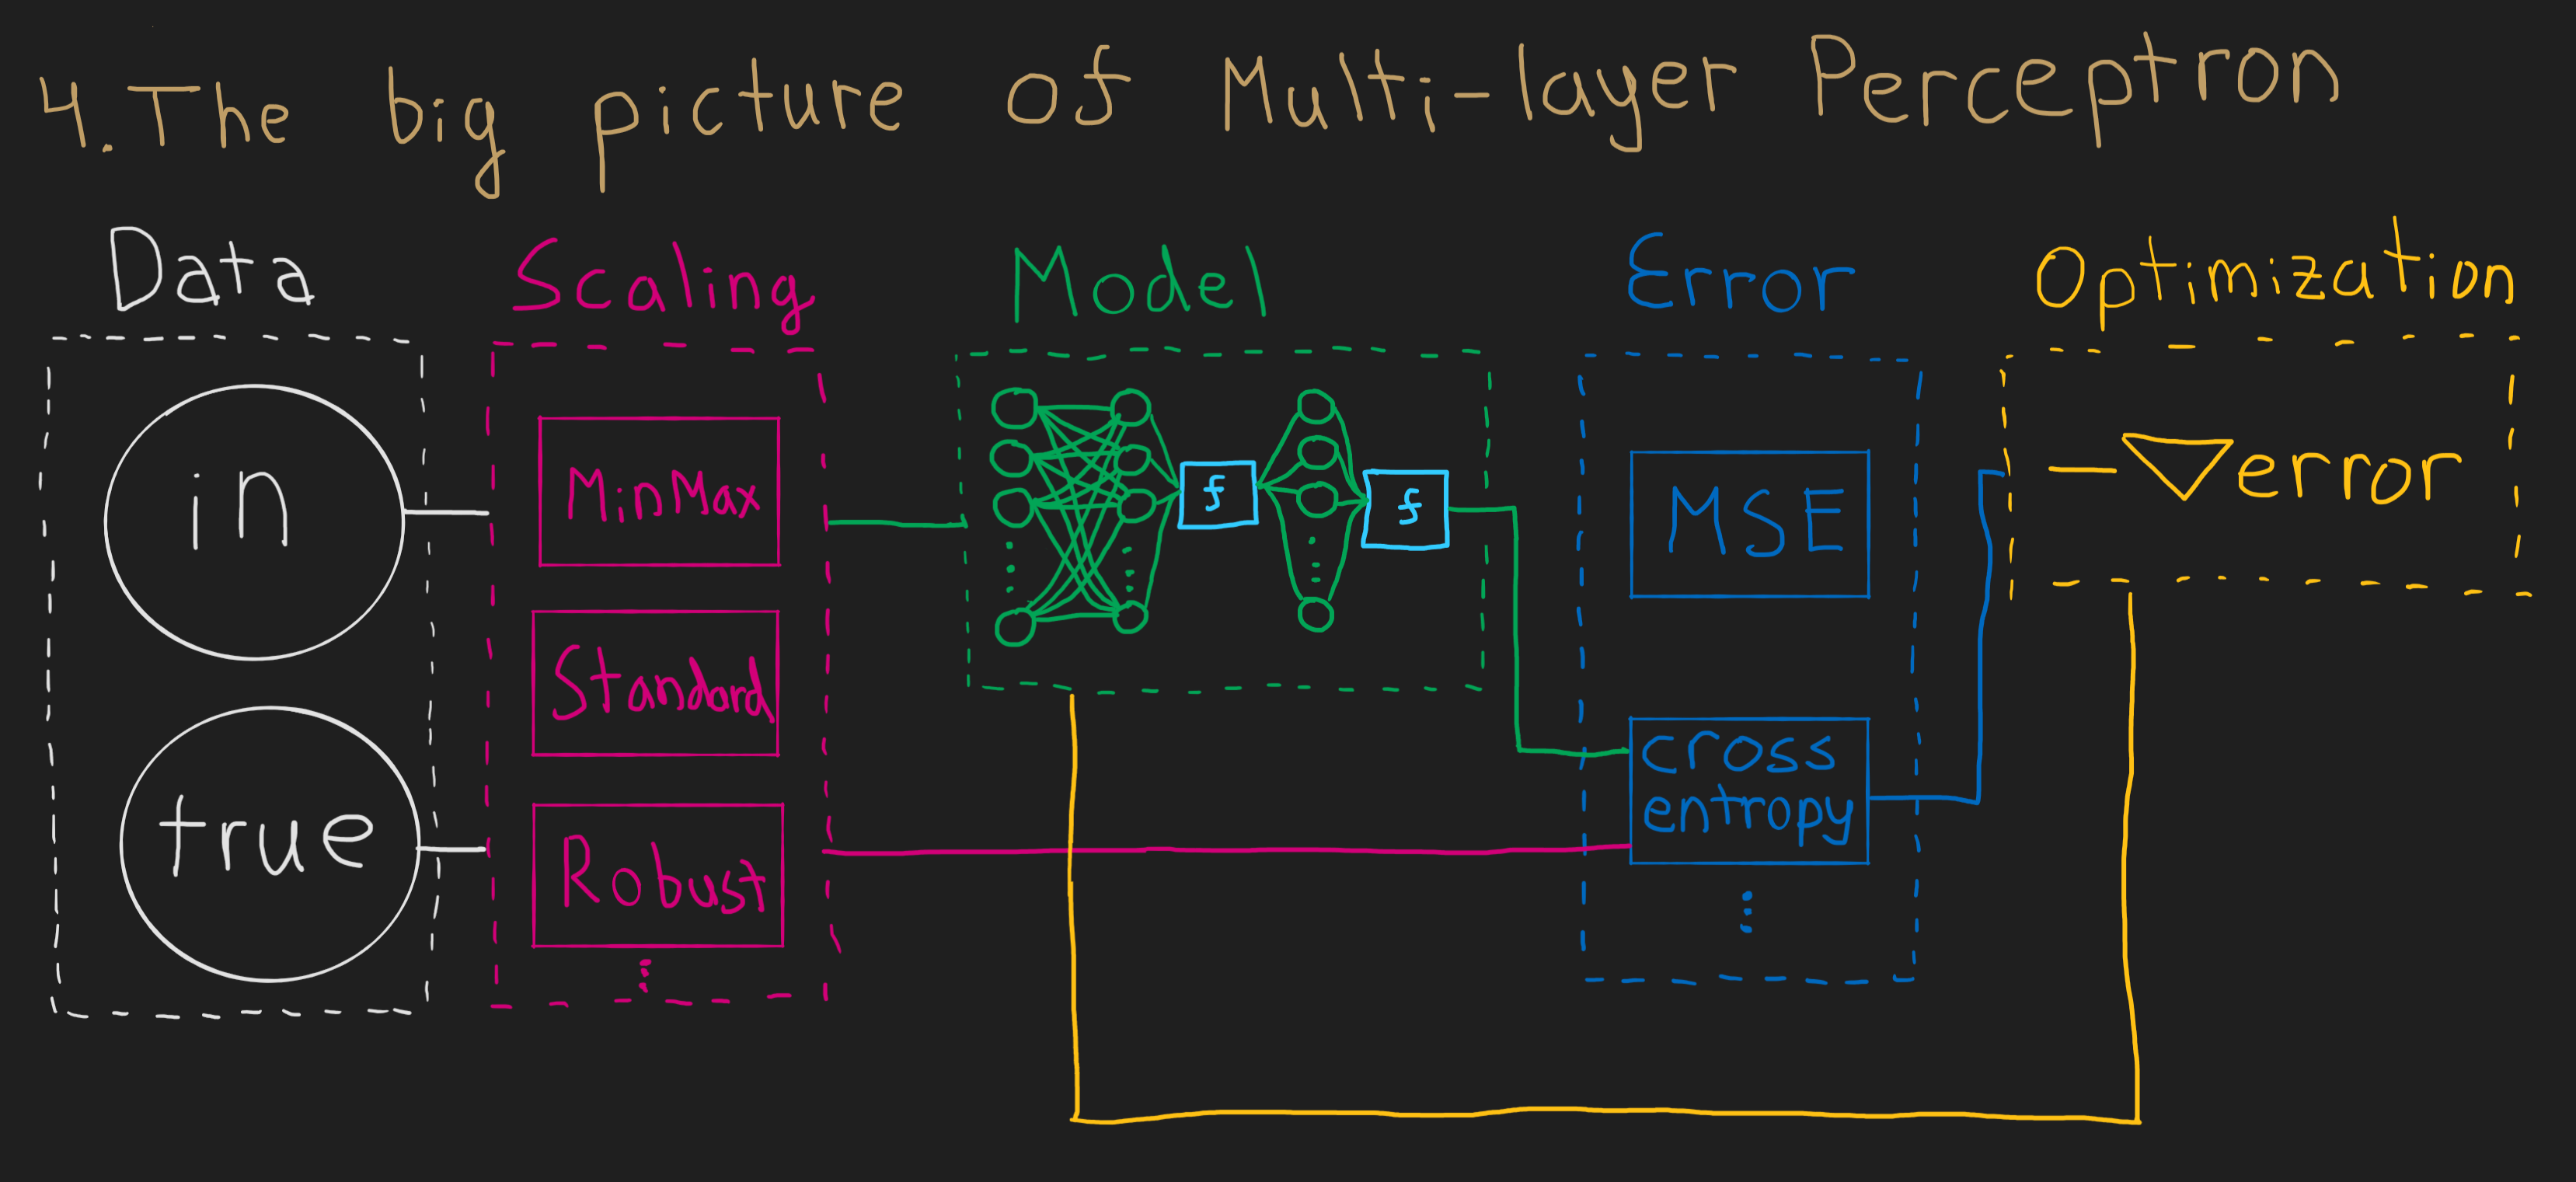 4. The big picture of Multi-layer Perceptron
Data
Scaling
Model
Error
Optimization
in
true
MinMax
Standard
Robust
f
f
MSE
cross
entropy
-▽error